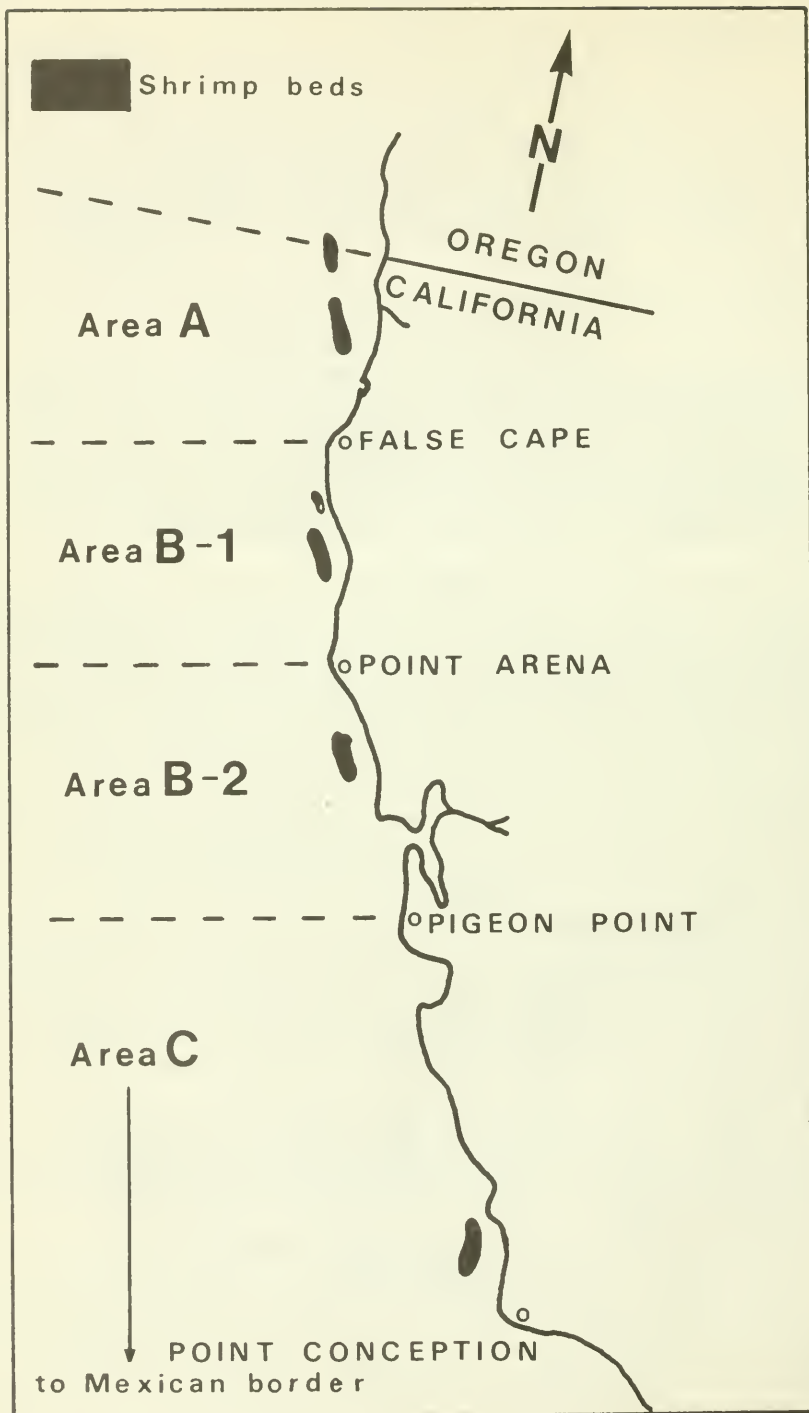 Shrimp beds
N
OREGON
CALIFORNIA
Area A
FALSE CAPE
Area B-1
POINT ARENA
Area B-2
PIGEON POINT
Area C
POINT CONCEPTION
to Mexican border